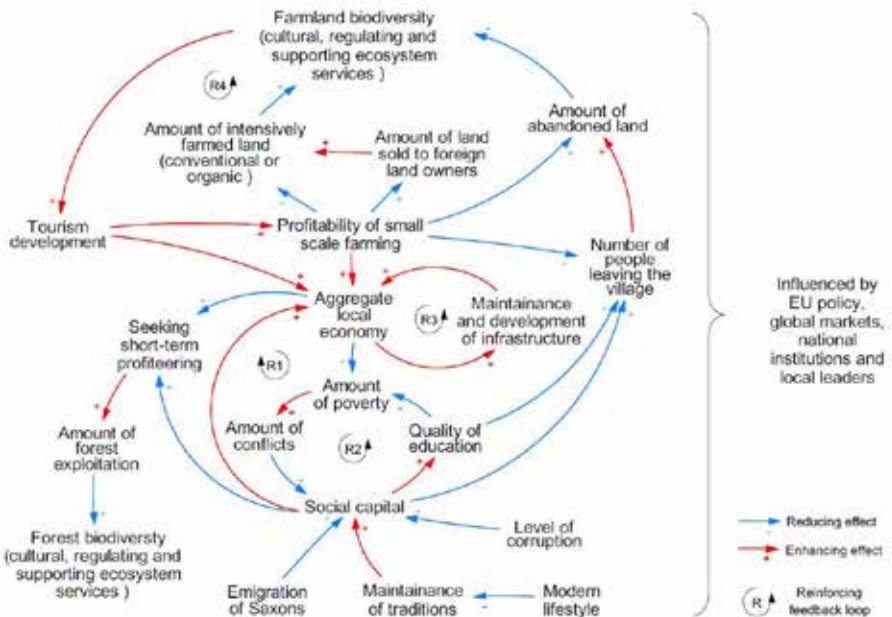 Farmland biodiversity
(cultural, regulating and
supporting ecosystem
services )
R4
Amount of intensively
farmed land
(conventional or
organic )
Amount of land
sold to foreign
land owners
Amount of
abandoned land
Tourism
development
Profitability of small
scale farming
Number of
people
leaving the
village
Aggregate
local
economy
R3
Maintainance
and development
of infrastructure
Seeking
short-term
profiteering
R1
Amount
of poverty
Amount of
forest
exploitation
Amount of
conflicts
R2
Quality of
education
Social capital
Forest biodiversty
(cultural, regulating and
supporting ecosystem
services )
Level of
corruption
Emigration
of Saxons
Maintainance
of traditions
Modern
lifestyle
Influenced by
EU policy,
global markets,
national
institutions and
local leaders
Reducing effect
Enhancing effect
R
Reinforcing
feedback loop